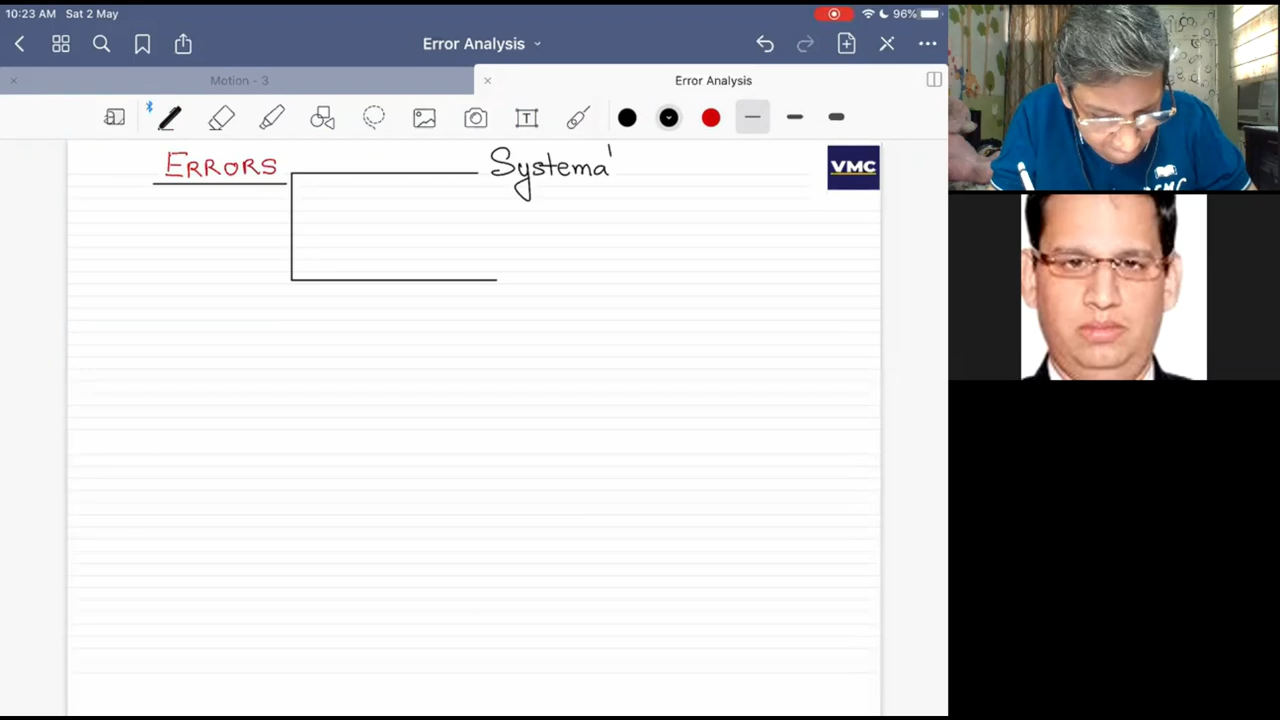 10:23 AM Sat 2 May
96%
Error Analysis
Motion - 3
Error Analysis
T
ERRORS
Systema
VMC